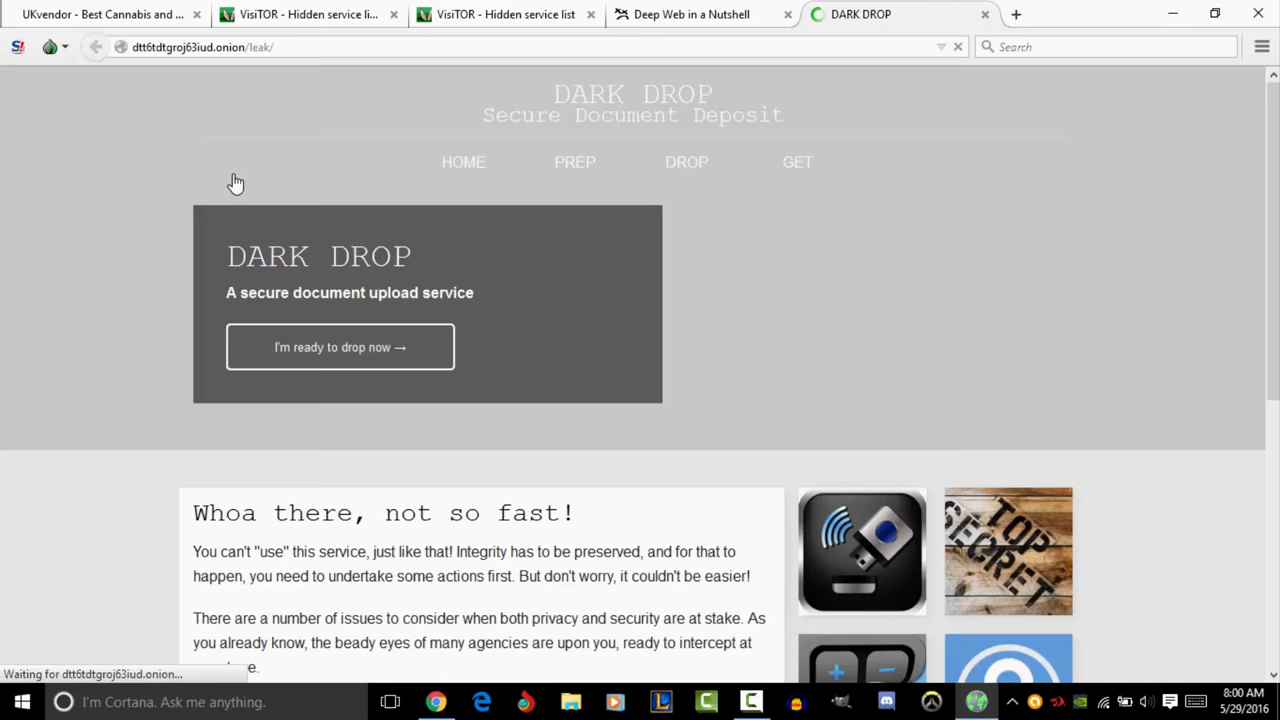 UKvendor - Best Cannabis and ...
VisiTOR - Hidden service li...
VisiTOR - Hidden service list
Deep Web in a Nutshell
DARK DROP
dtt6tdtgroj63iud.onion/leak/
Search
DARK DROP
Secure Document Deposit
HOME PREP DROP GET
DARK DROP
A secure document upload service
I'm ready to drop now →
Whoa there, not so fast!
You can't "use" this service, just like that! Integrity has to be preserved, and for that to
happen, you need to undertake some actions first. But don't worry, it couldn't be easier!
There are a number of issues to consider when both privacy and security are at stake. As
you already know, the beady eyes of many agencies are upon you, ready to intercept at
TOP
SECRET
Waiting for dtt6tdtgroj63iud.onion...
I'm Cortana. Ask me anything.
8:00 AM
5/29/2016